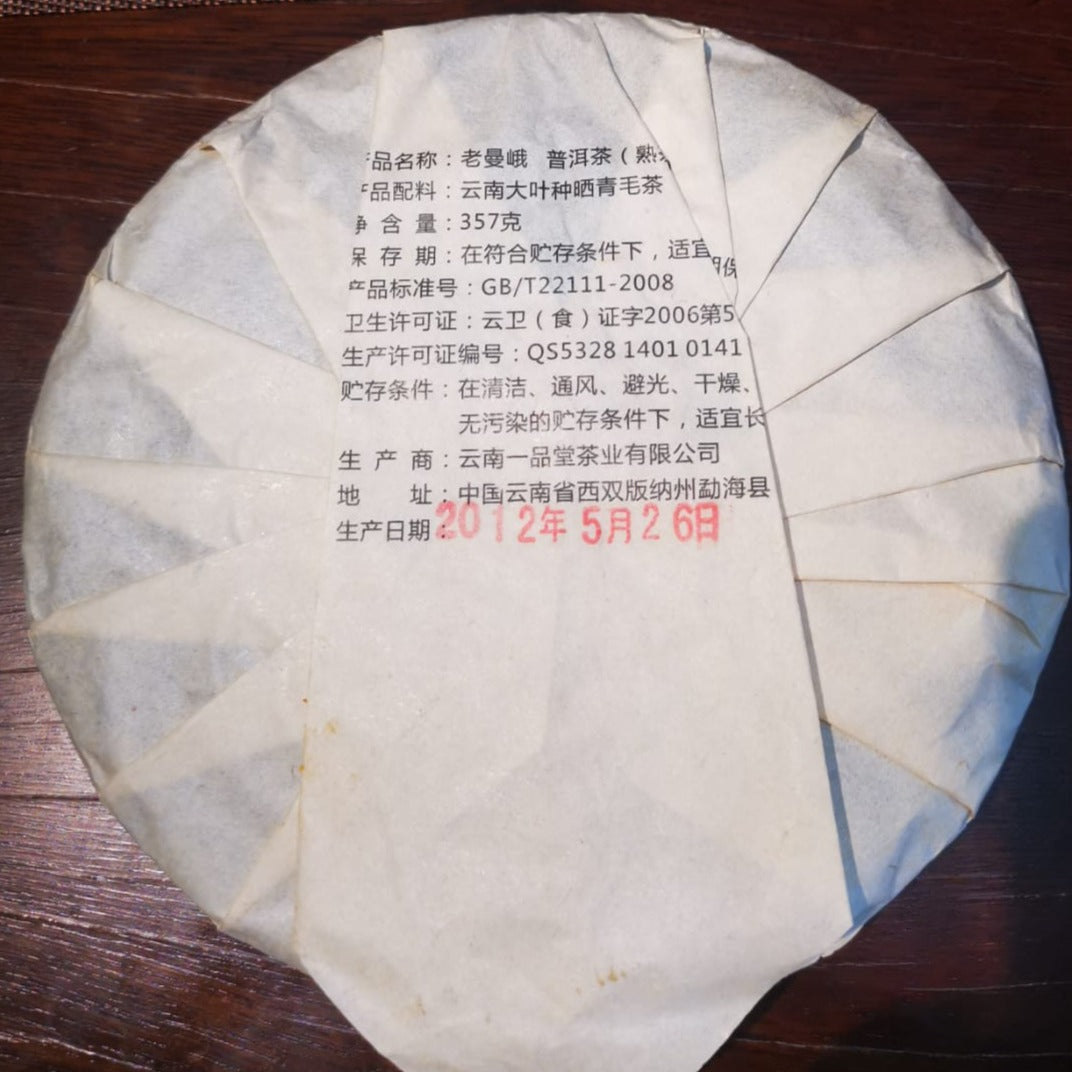 品名称：老曼峨 普洱茶（熟
产品配料：云南大叶种晒青毛茶
净含量：357克
保存期：在符合贮存条件下，适宜
期保
产品标准号：GB/T22111-2008
卫生许可证：云卫（食）证字2006第5
生产许可证编号：QS5328 1401 0141
贮存条件：在清洁、通风、避光、干燥、
无污染的贮存条件下，适宜长
生产商：云南一品堂茶业有限公司
地址：中国云南省西双版纳州勐海县
生产日期：2012年5月26日